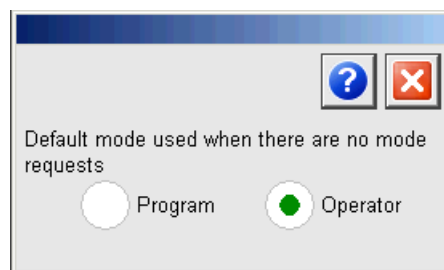 Default mode used when there are no mode
requests
Program Operator